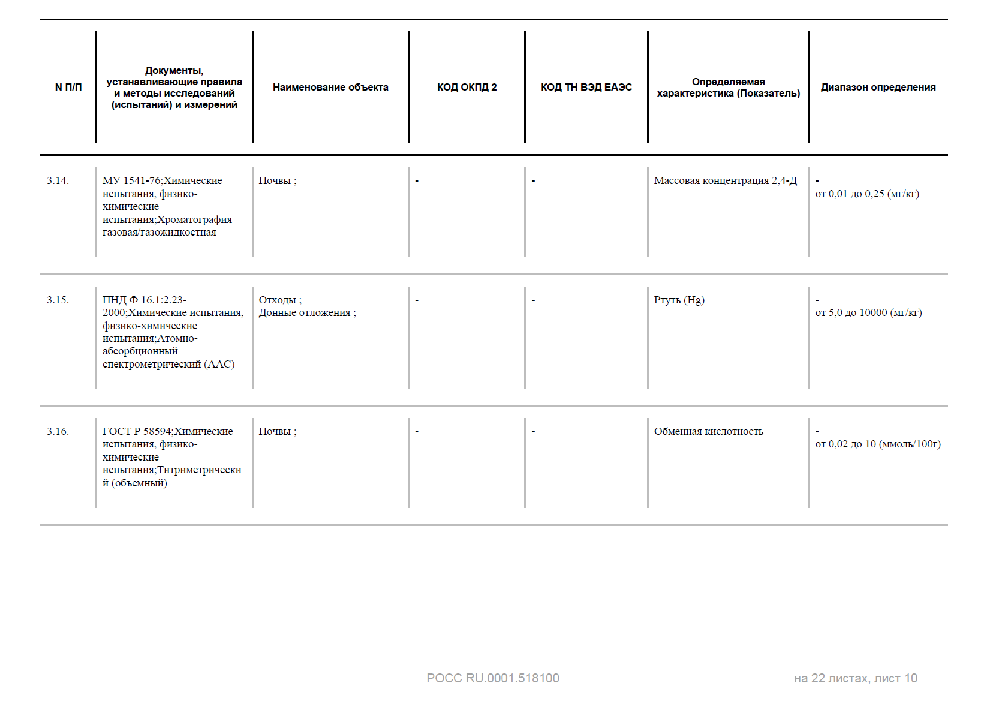 N П/П
Документы,
устанавливающие правила
и методы исследований
(испытаний) и измерений
Наименование объекта
КОД ОКПД 2
КОД ТН ВЭД ЕАЭС
Определяемая
характеристика (Показатель)
Диапазон определения
3.14.
МУ 1541-76;Химические
испытания, физико-
химические
испытания;Хроматография
газовая/газожидкостная
Почвы ;
-
-
Массовая концентрация 2,4-Д
-
от 0,01 до 0,25 (мг/кг)
3.15.
ПНД Ф 16.1:2.23-
2000;Химические испытания,
физико-химические
испытания;Атомно-
абсорбционный
спектрометрический (ААС)
Отходы ;
Донные отложения ;
-
-
Ртуть (Hg)
-
от 5,0 до 10000 (мг/кг)
3.16.
ГОСТ Р 58594;Химические
испытания, физико-
химические
испытания;Титриметрически
й (объемный)
Почвы ;
-
-
Обменная кислотность
-
от 0,02 до 10 (ммоль/100г)
РОСС RU.0001.518100
на 22 листах, лист 10